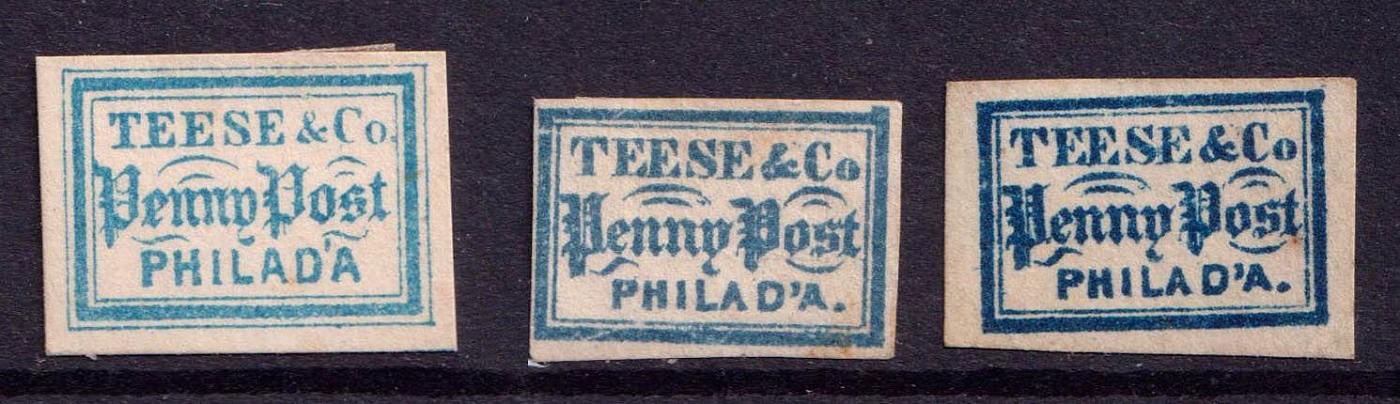 TEESE & Co.
Penny Post
PHILAD'A
TEESE & Co
Penny Post
PHILAD'A.
TEESE & Co
Penny Post
PHILAD'A.